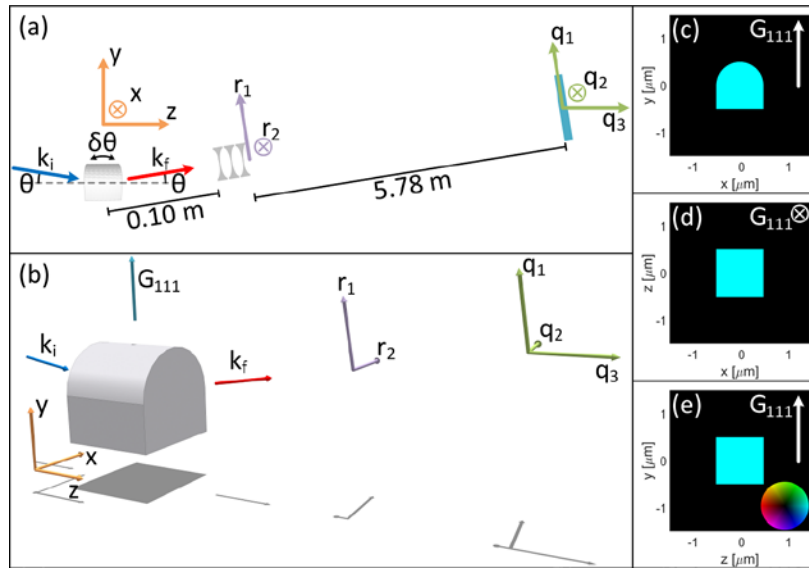 (a)
y
x
z
δθ
k_i
k_f
θ
θ
0.10 m
r_1
r_2
5.78 m
q_1
q_2
q_3
(b)
G_111
k_i
k_f
y
x
z
r_1
r_2
q_1
q_2
q_3
(c)
G_111
1
0
-1
y [μm]
-1 0 1
x [μm]
(d)
G_111
1
0
-1
z [μm]
-1 0 1
x [μm]
(e)
G_111
1
0
-1
y [μm]
-1 0 1
z [μm]